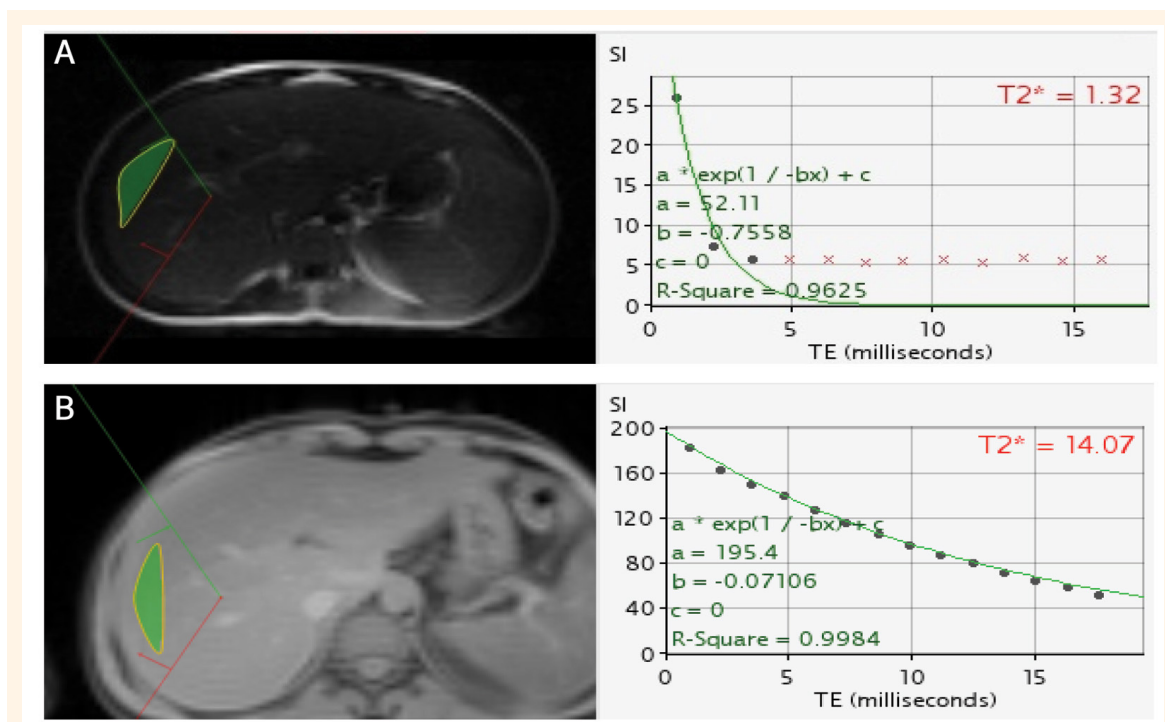 A
SI
T2* = 1.32
25
20
15
10
5
0
a * exp(1 / -bx) + c
a = 52.11
b = -0.7558
c = 0
R-Square = 0.9625
0 5 10 15
TE (milliseconds)
B
SI
T2* = 14.07
200
160
120
80
40
0
a * exp(1 / -bx) + c
a = 195.4
b = -0.07106
c = 0
R-Square = 0.9984
0 5 10 15
TE (milliseconds)